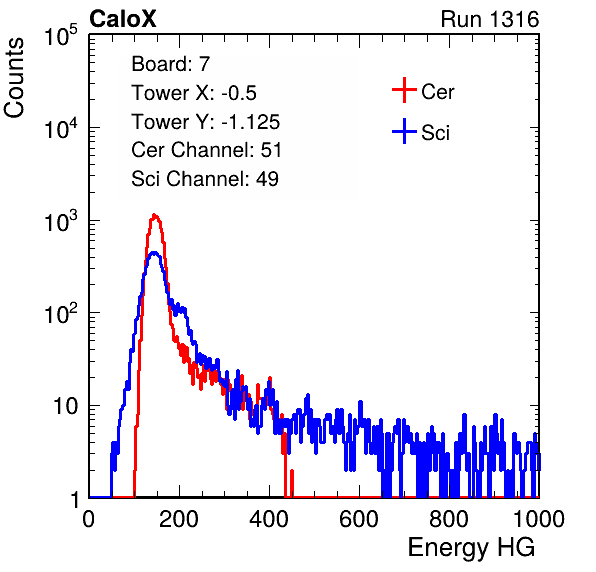 CaloX Run 1316
Counts
10^5
10^4
10^3
10^2
10
1
Board: 7
Tower X: -0.5
Tower Y: -1.125
Cer Channel: 51
Sci Channel: 49
Cer
Sci
0 200 400 600 800 1000
Energy HG